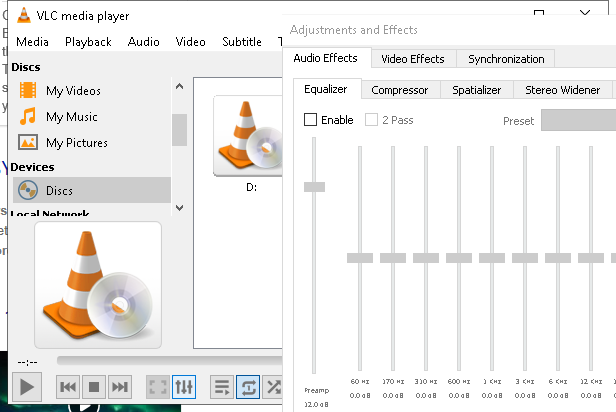 VLC media player
Media Playback Audio Video Subtitle T
Discs
My Videos
My Music
My Pictures
Devices
Discs
Local Network
D:
--:--
Adjustments and Effects
Audio Effects Video Effects Synchronization
Equalizer Compressor Spatializer Stereo Widener
Enable 2 Pass Preset
60 Hz 170 Hz 310 Hz 600 Hz 1 KHz 3 KHz 6 KHz 12 KHz
Preamp 0.0 dB 0.0 dB 0.0 dB 0.0 dB 0.0 dB 0.0 dB 0.0 dB 0.0
12.0 dB